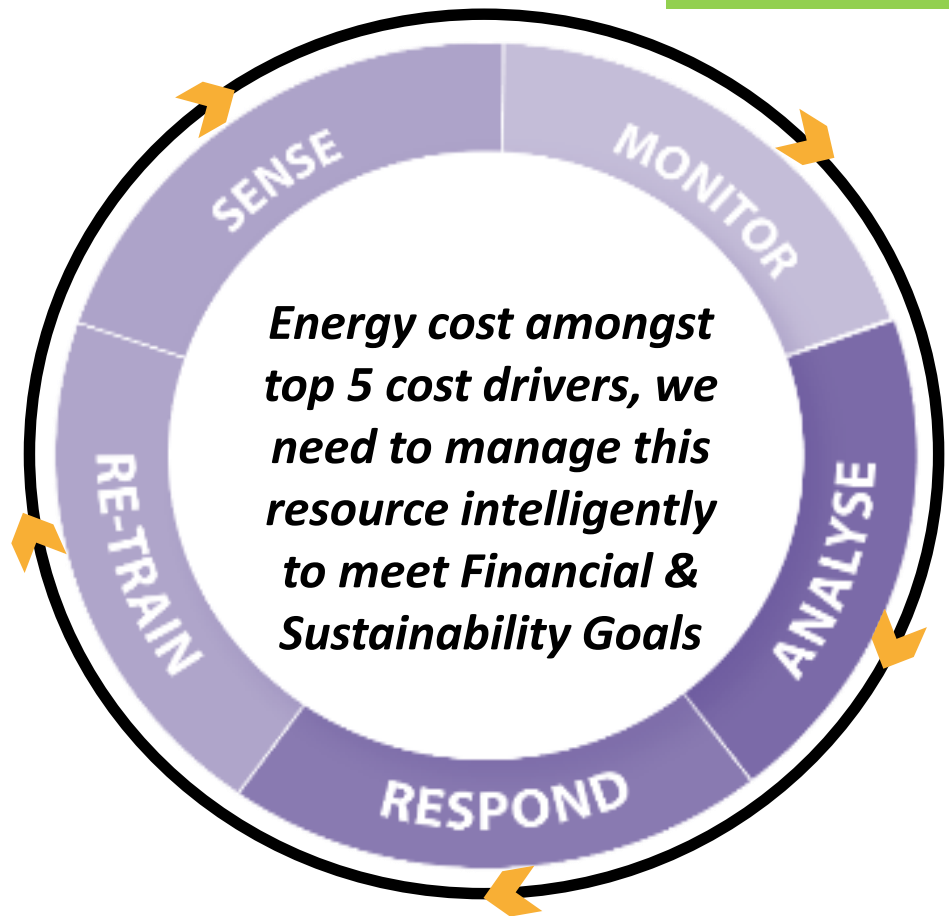 SENSE
MONITOR
ANALYSE
RESPOND
RE-TRAIN
Energy cost amongst
top 5 cost drivers, we
need to manage this
resource intelligently
to meet Financial &
Sustainability Goals